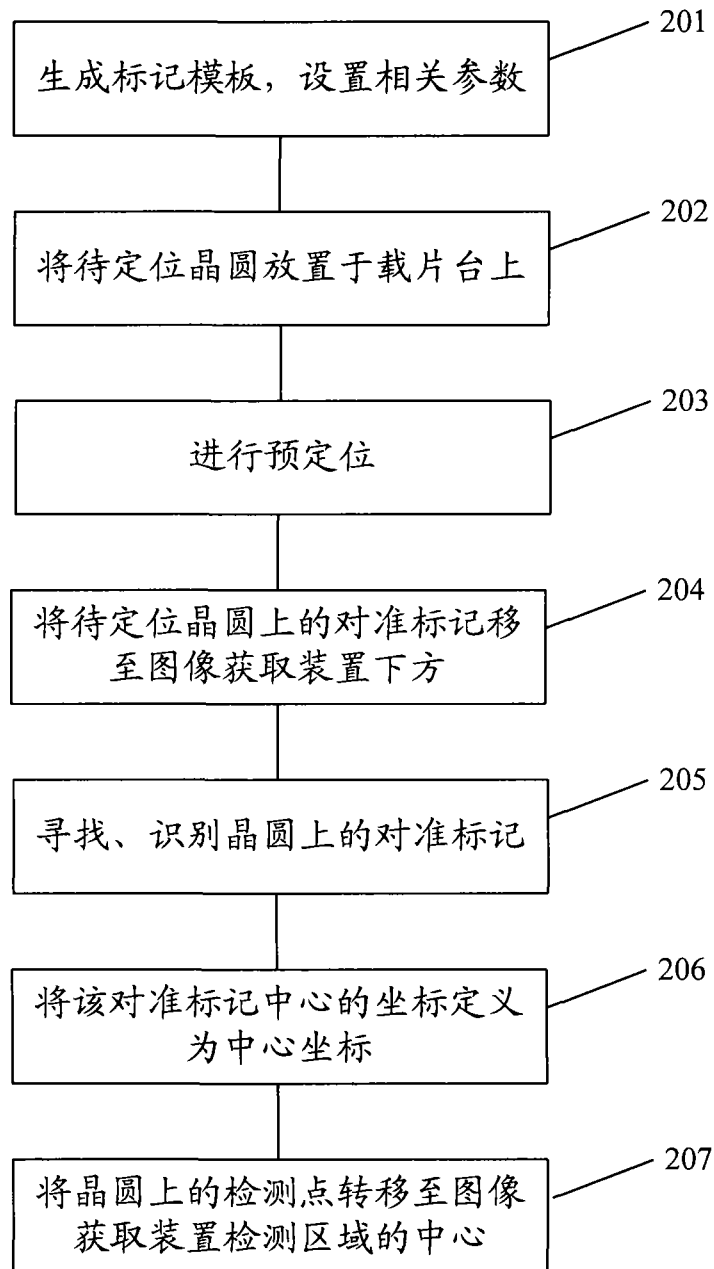 201
生成标记模板，设置相关参数
202
将待定位晶圆放置于载片台上
203
进行预定位
204
将待定位晶圆上的对准标记移
至图像获取装置下方
205
寻找、识别晶圆上的对准标记
206
将该对准标记中心的坐标定义
为中心坐标
207
将晶圆上的检测点转移至图像
获取装置检测区域的中心